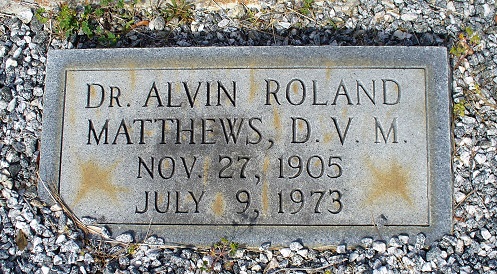 DR. ALVIN ROLAND
MATTHEWS, D. V. M.
NOV. 27, 1905
JULY 9, 1973